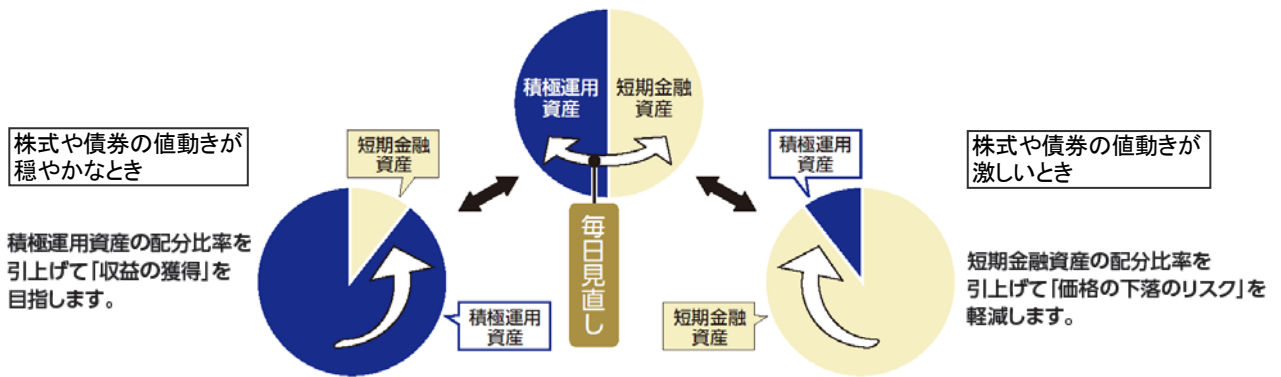 積極運用
資産
短期金融
資産
毎日見直し
株式や債券の値動きが
穏やかなとき
短期金融
資産
積極運用資産の配分比率を
引上げて「収益の獲得」を
目指します。
積極運用
資産
株式や債券の値動きが
激しいとき
積極運用
資産
短期金融資産の配分比率を
引上げて「価格の下落のリスク」を
軽減します。
短期金融
資産